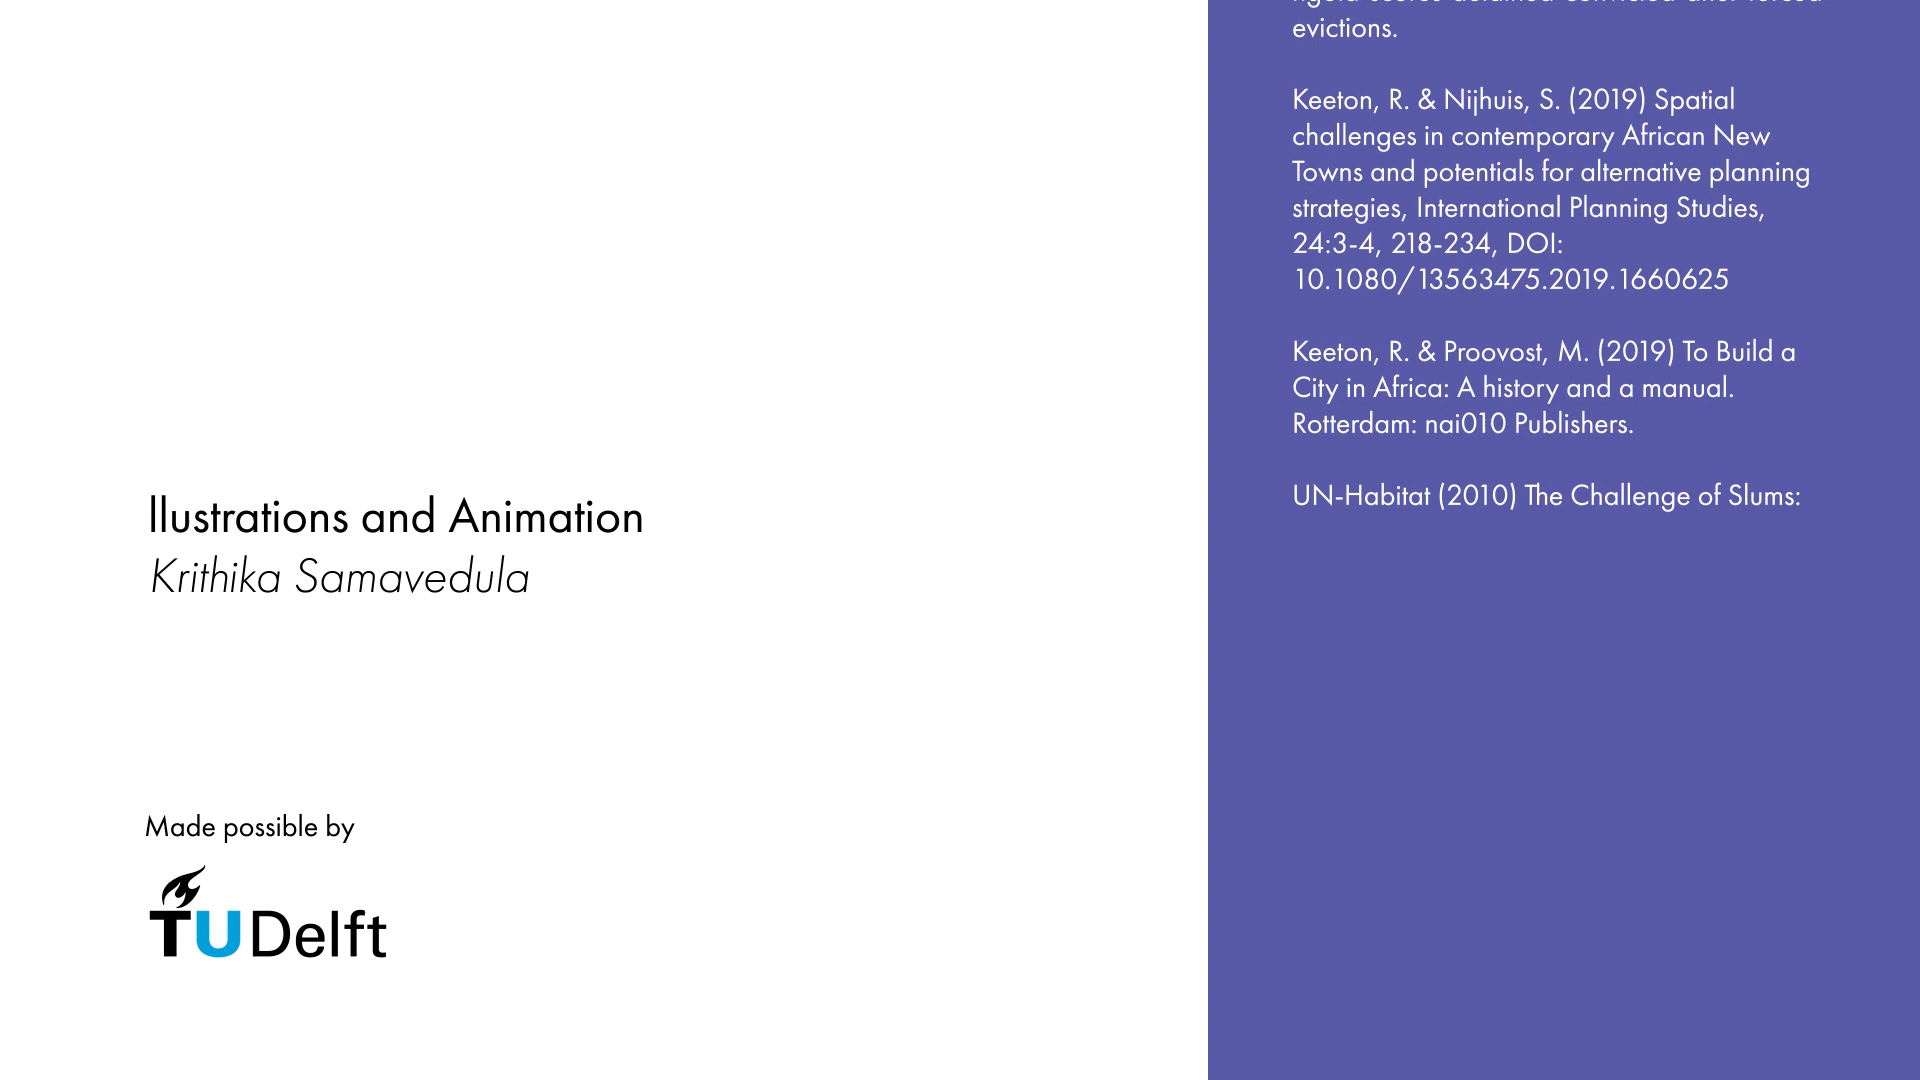 llustrations and Animation
Krithika Samavedula
Made possible by
TU Delft
evictions.
Keeton, R. & Nijhuis, S. (2019) Spatial
challenges in contemporary African New
Towns and potentials for alternative planning
strategies, International Planning Studies,
24:3-4, 218-234, DOI:
10.1080/13563475.2019.1660625
Keeton, R. & Proovost, M. (2019) To Build a
City in Africa: A history and a manual.
Rotterdam: nai010 Publishers.
UN-Habitat (2010) The Challenge of Slums: